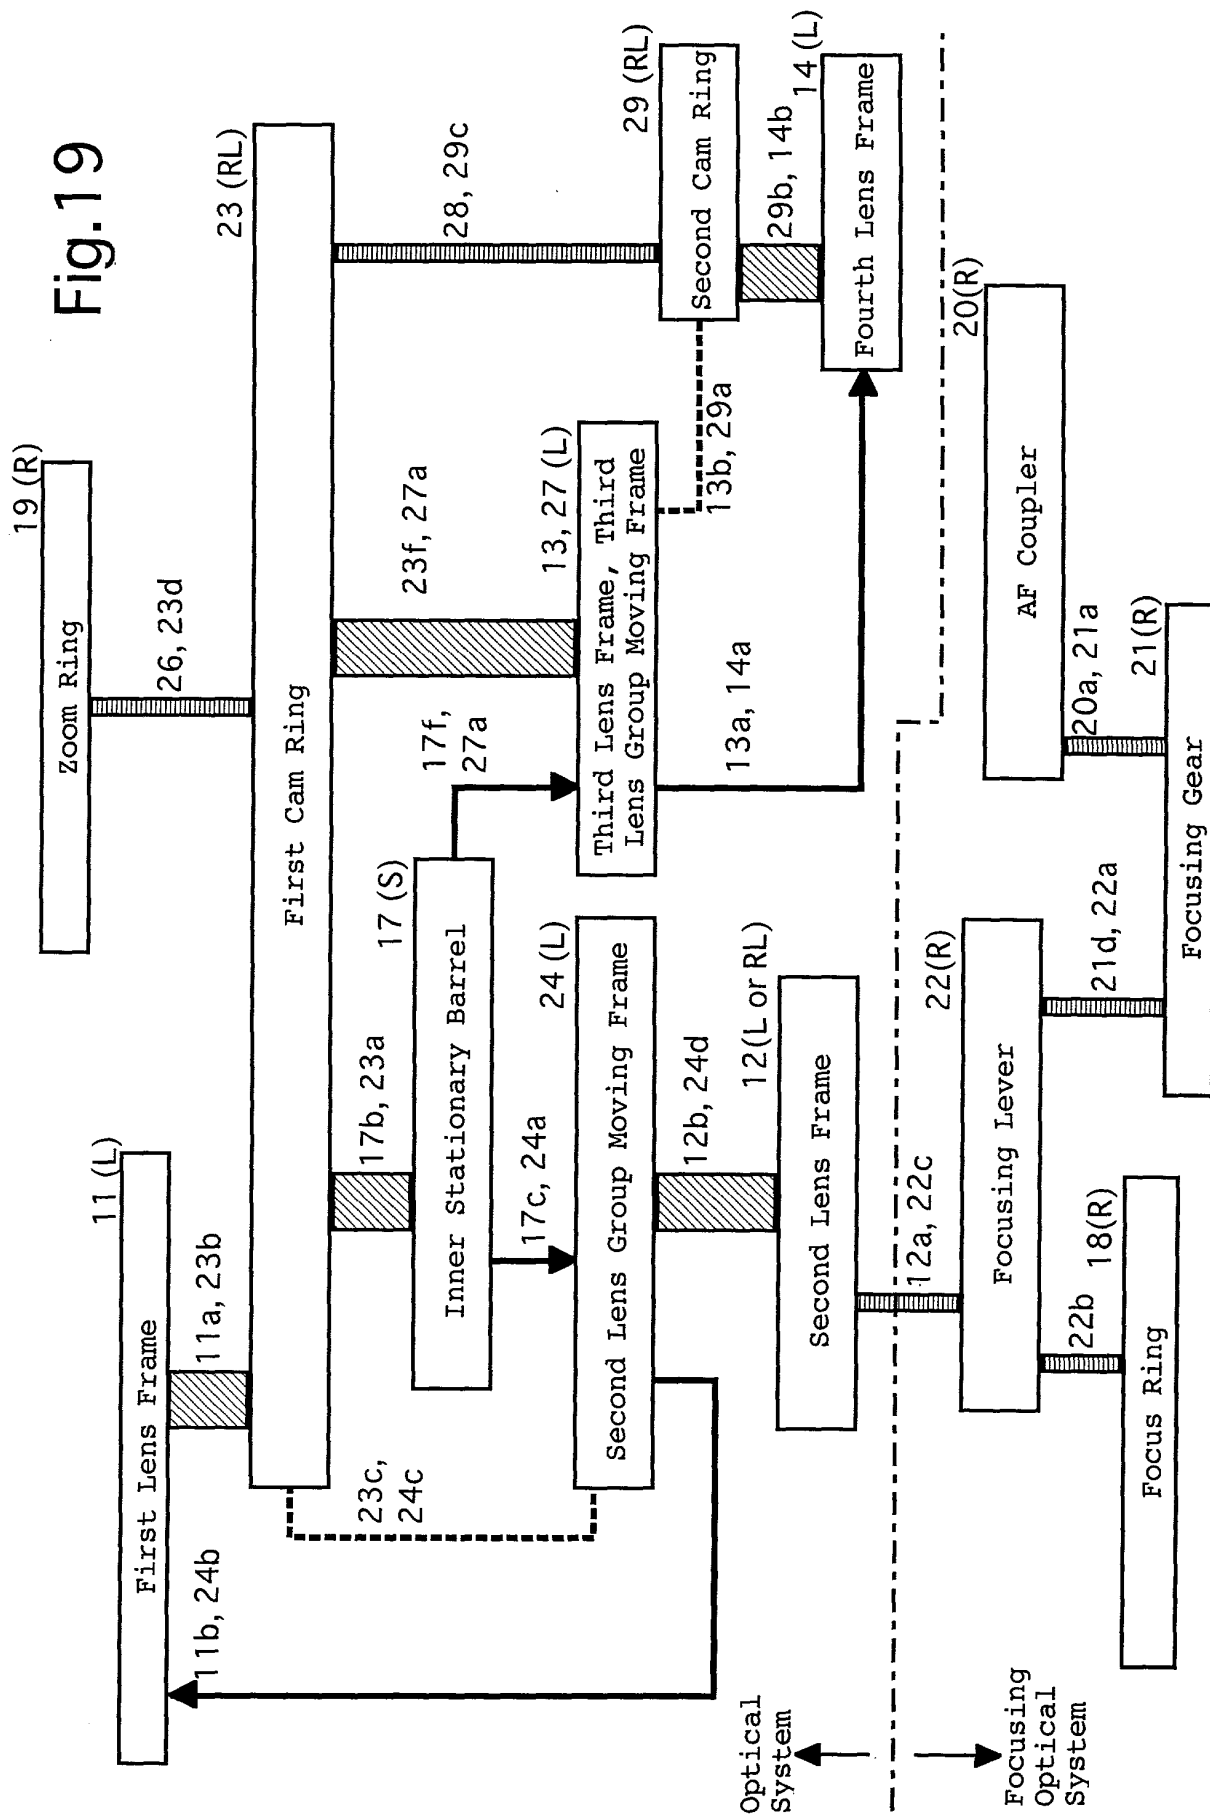 Fig.19
19 (R)
Zoom Ring
26, 23d
11 (L)
First Lens Frame
11a, 23b
11b, 24b
23 (RL)
First Cam Ring
23c,
24c
17b, 23a
17 (S)
Inner Stationary Barrel
17c, 24a
17f,
27a
23f, 27a
28, 29c
24 (L)
Second Lens Group Moving Frame
13, 27 (L)
Third Lens Frame, Third
Lens Group Moving Frame
29 (RL)
Second Cam Ring
13b, 29a
29b, 14b
14 (L)
Fourth Lens Frame
13a, 14a
12b, 24d
12(L or RL)
Second Lens Frame
Optical
System
Focusing
Optical
System
12a, 22c
22(R)
Focusing Lever
20(R)
AF Coupler
20a, 21a
21d, 22a
21(R)
Focusing Gear
22b
18(R)
Focus Ring